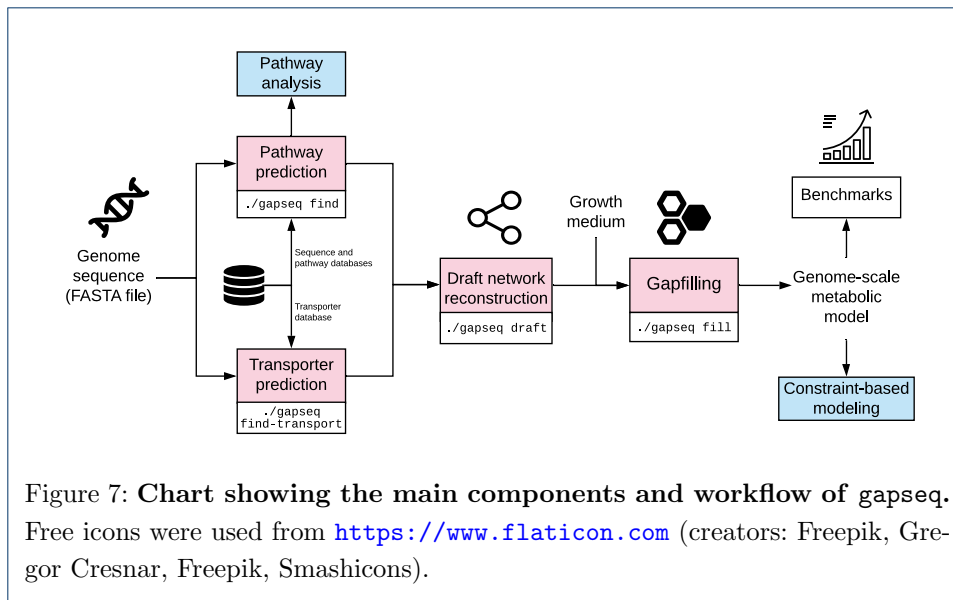 Pathway
analysis
Pathway
prediction
./gapseq find
Genome
sequence
(FASTA file)
Sequence and
pathway databases
Transporter
database
Transporter
prediction
./gapseq
find-transport
Draft network
reconstruction
./gapseq draft
Growth
medium
Gapfilling
./gapseq fill
Benchmarks
Genome-scale
metabolic
model
Constraint-based
modeling
Figure 7: Chart showing the main components and workflow of gapseq.
Free icons were used from https://www.flaticon.com (creators: Freepik, Gre-
gor Cresnar, Freepik, Smashicons).